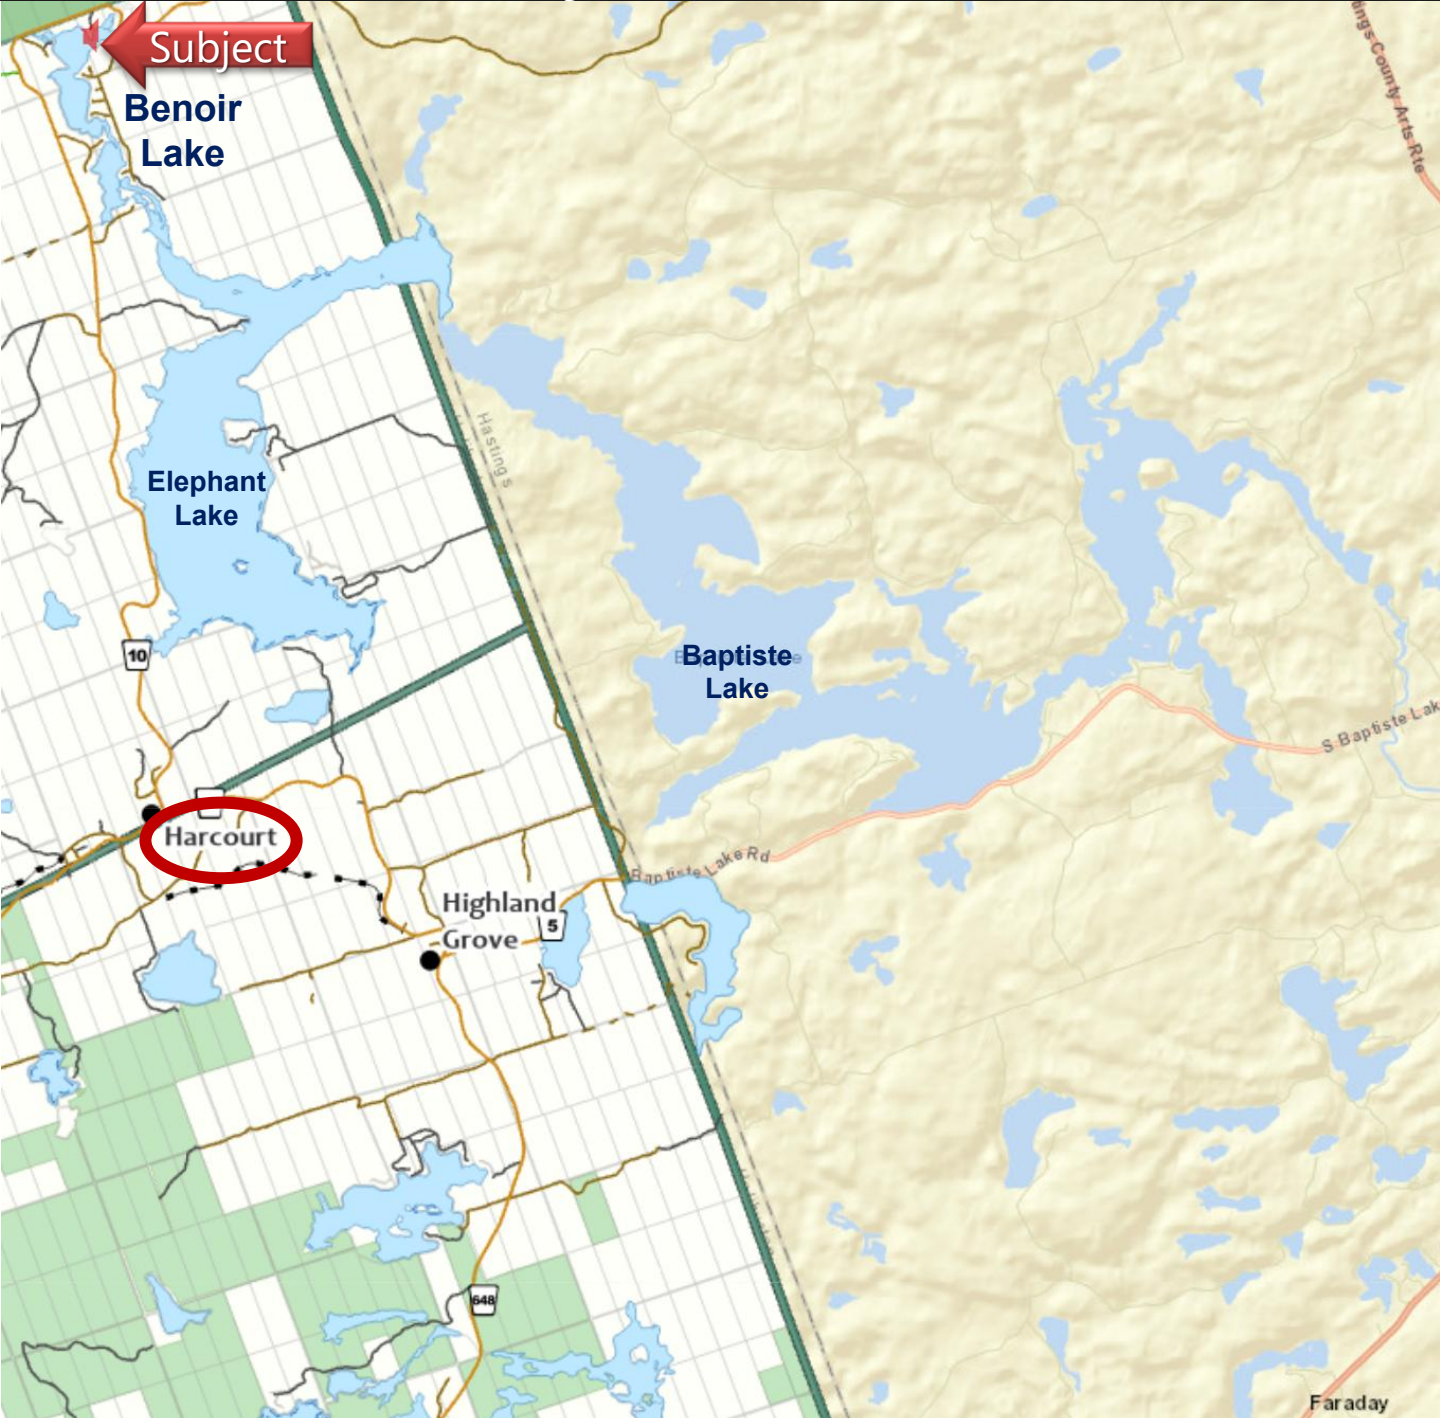 Subject
tings County Arts Rte
Benoir
Lake
Hastings
Elephant
Lake
10
Baptiste
Lake
S Baptiste Lak
Harcourt
Baptiste Lake Rd
Highland
Grove
5
648
Faraday